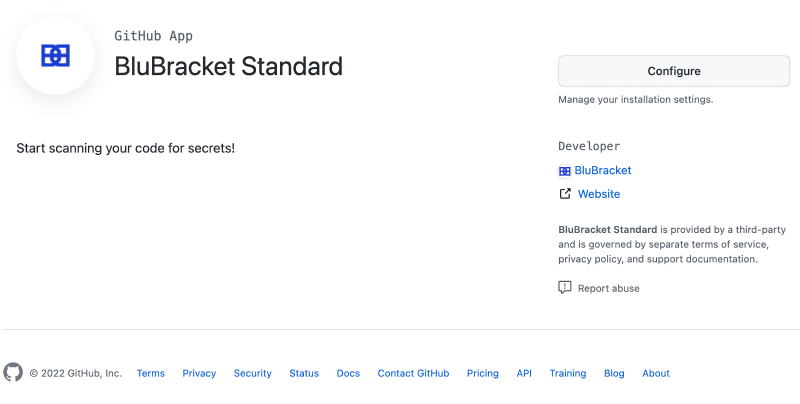 GitHub App
BluBracket Standard
Configure
Manage your installation settings.
Start scanning your code for secrets!
Developer
BluBracket
Website
BluBracket Standard is provided by a third-party
and is governed by separate terms of service,
privacy policy, and support documentation.
Report abuse
© 2022 GitHub, Inc. Terms Privacy Security Status Docs Contact GitHub Pricing API Training Blog About